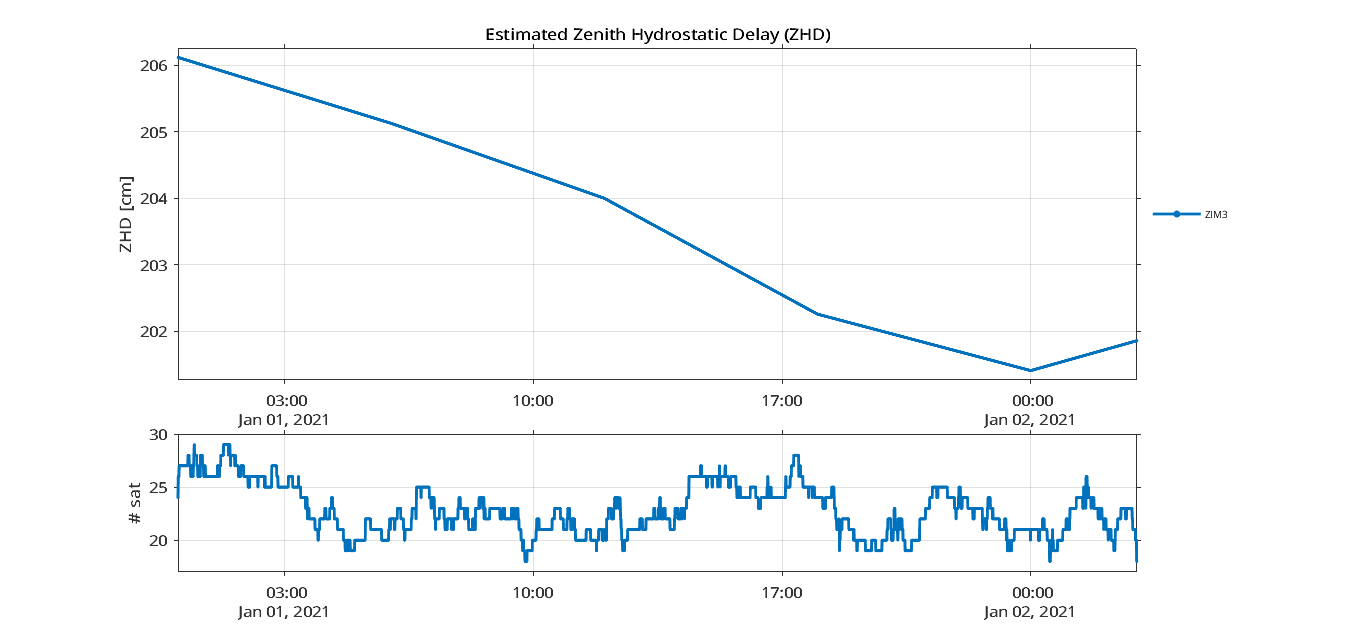 Estimated Zenith Hydrostatic Delay (ZHD)
206
205
204
203
202
ZHD [cm]
03:00 10:00 17:00 00:00
Jan 01, 2021 Jan 02, 2021
ZIM3
30
25
20
# sat
03:00 10:00 17:00 00:00
Jan 01, 2021 Jan 02, 2021